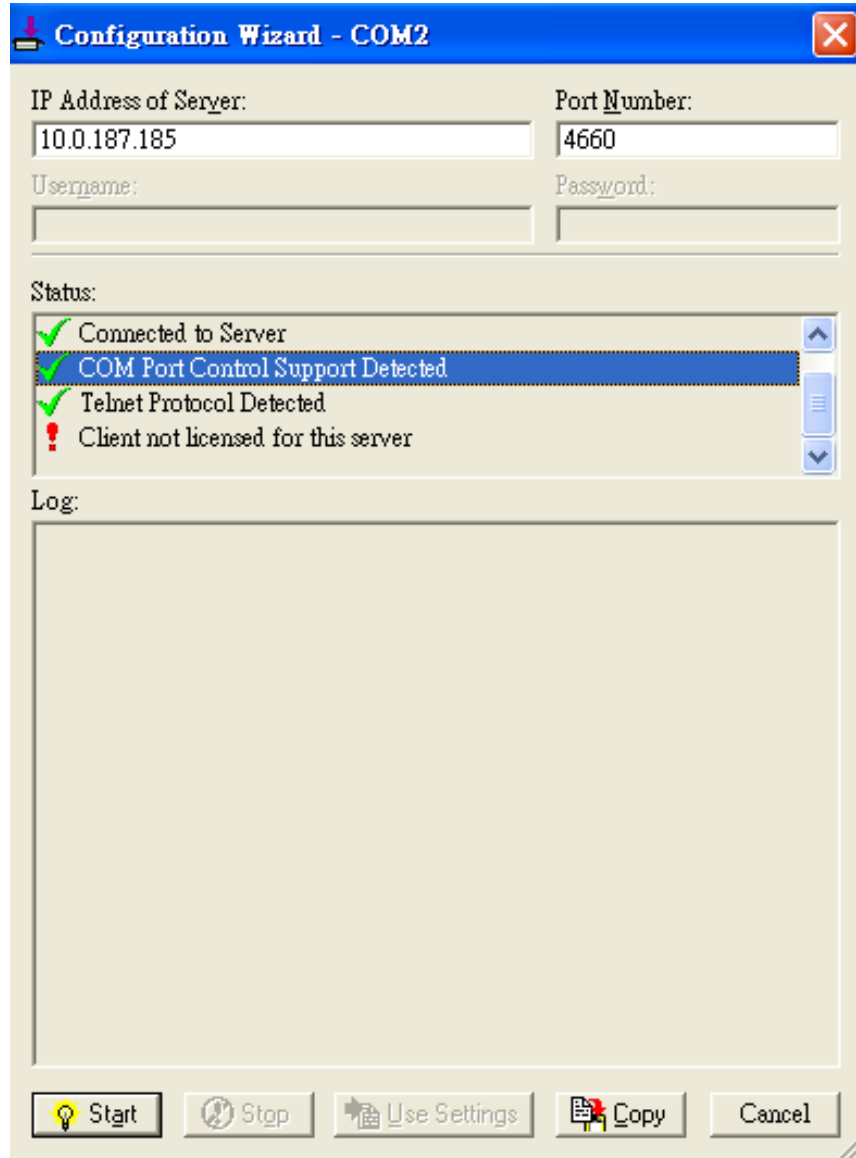 Configuration Wizard - COM2
IP Address of Server: Port Number:
10.0.187.185 4660
Username: Password:
Status:
Connected to Server
COM Port Control Support Detected
Telnet Protocol Detected
Client not licensed for this server
Log:
Start Stop Use Settings Copy Cancel